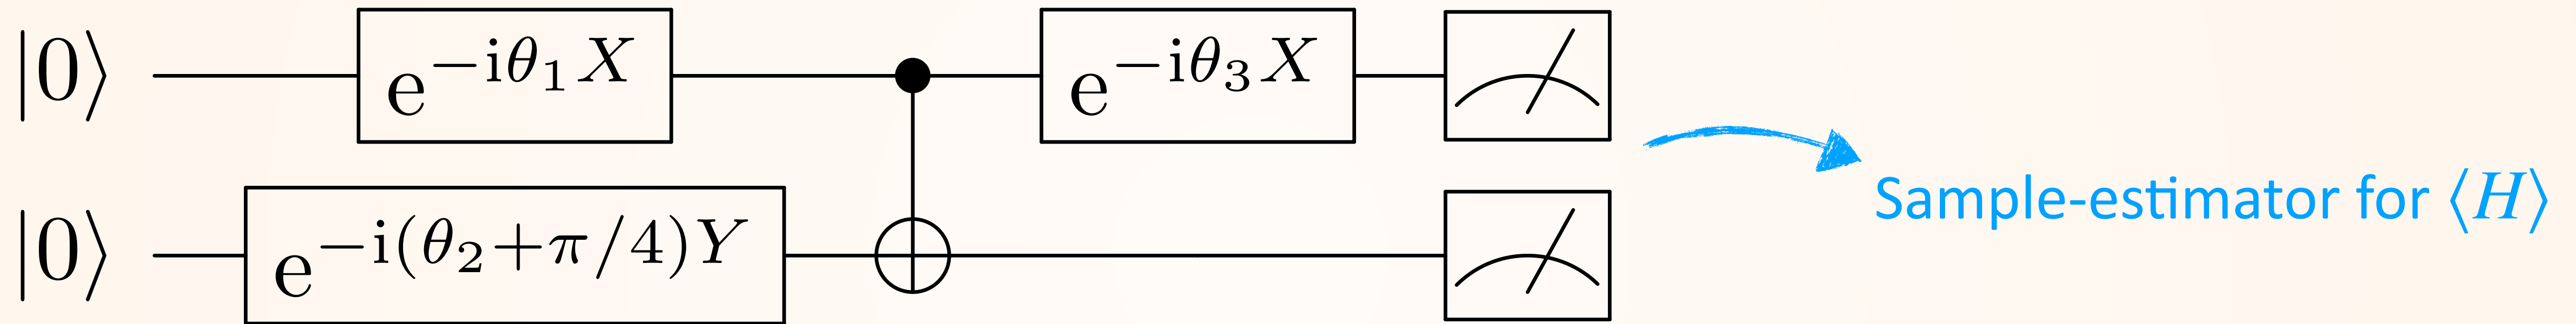 |0⟩ e^{−iθ₁X} e^{−iθ₃X}
|0⟩ e^{−i(θ₂+π/4)Y}
Sample-estimator for ⟨H⟩